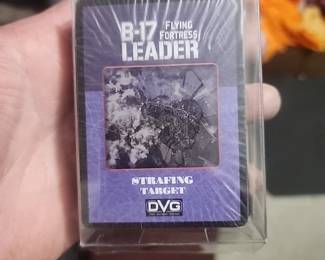 B-17 FLYING
FORTRESS
LEADER
STRAFING
TARGET
DVG